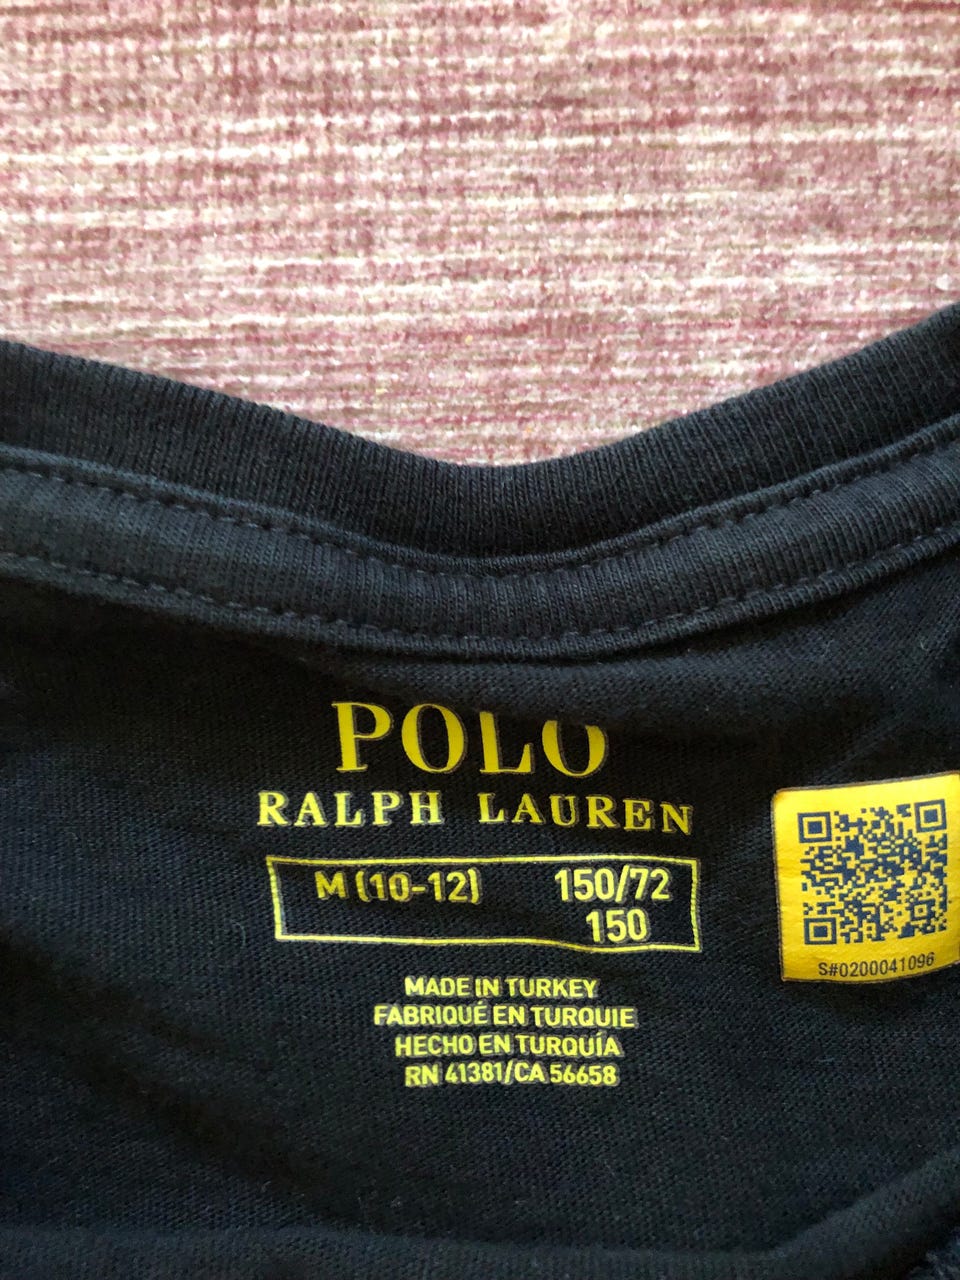 POLO
RALPH LAUREN
M (10-12) 150/72
150
MADE IN TURKEY
FABRIQUÉ EN TURQUIE
HECHO EN TURQUÍA
RN 41381/CA 56658
S#0200041096